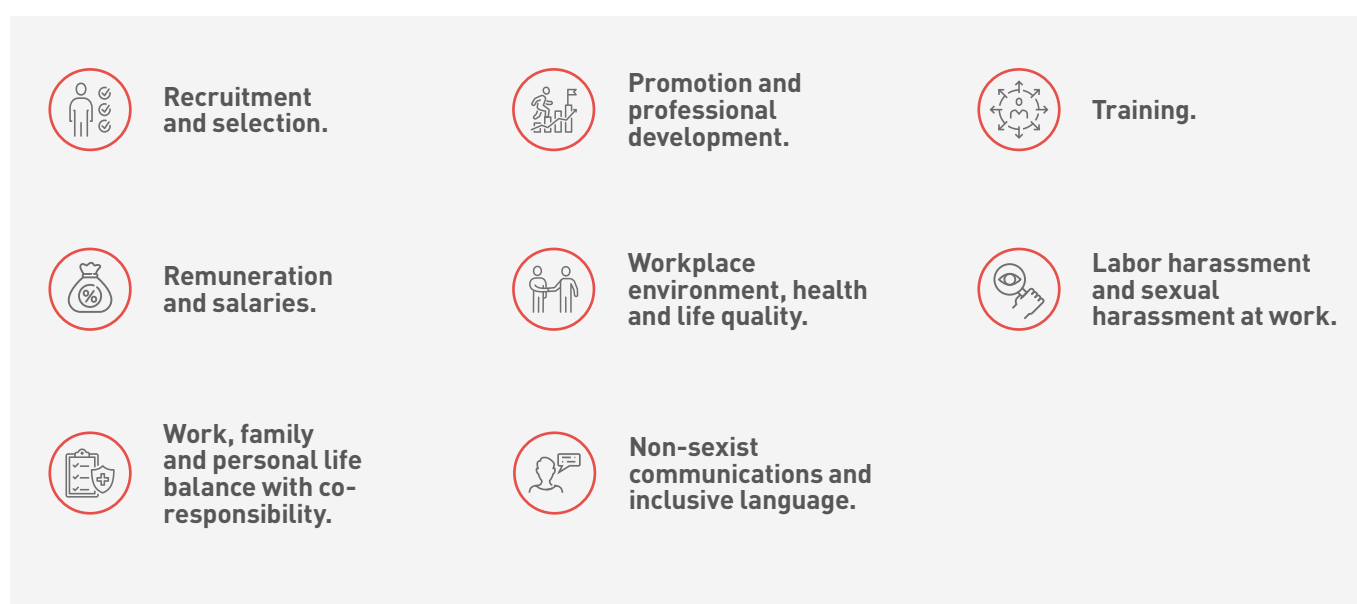 Recruitment
and selection.
Promotion and
professional
development.
Training.
Remuneration
and salaries.
Workplace
environment, health
and life quality.
Labor harassment
and sexual
harassment at work.
Work, family
and personal life
balance with co-
responsibility.
Non-sexist
communications and
inclusive language.